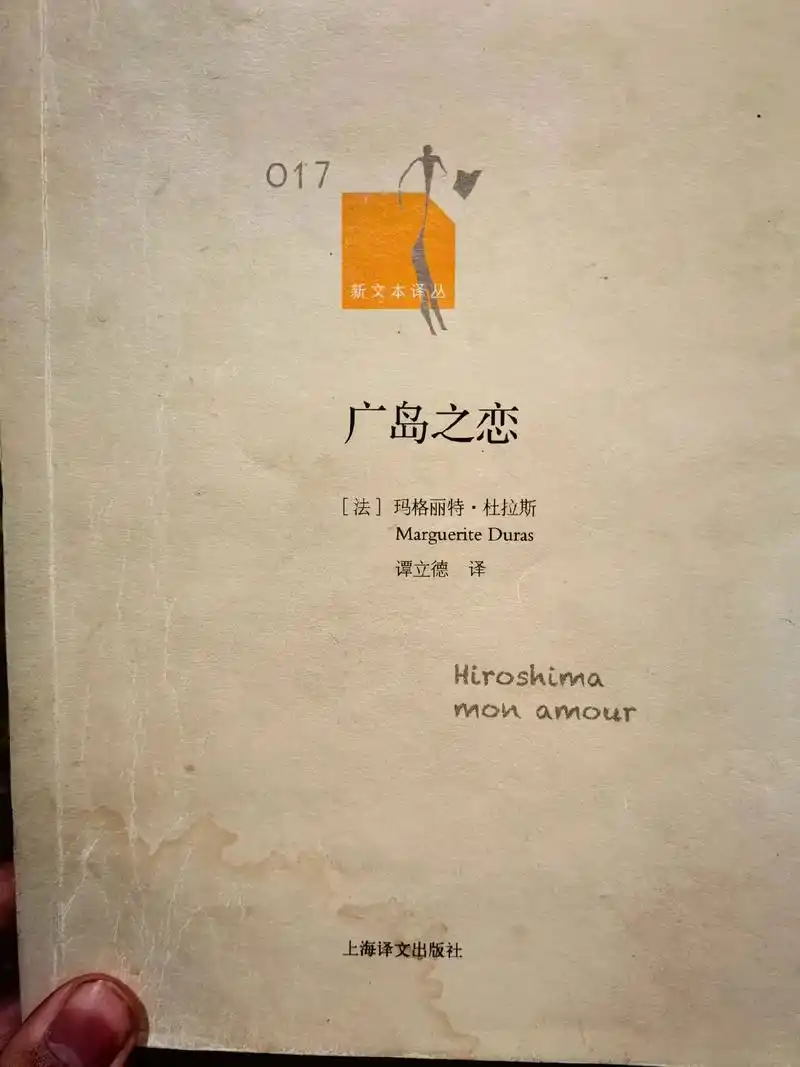 017
新文本译丛
广岛之恋
［法］玛格丽特·杜拉斯
Marguerite Duras
谭立德 译
Hiroshima
mon amour
上海译文出版社